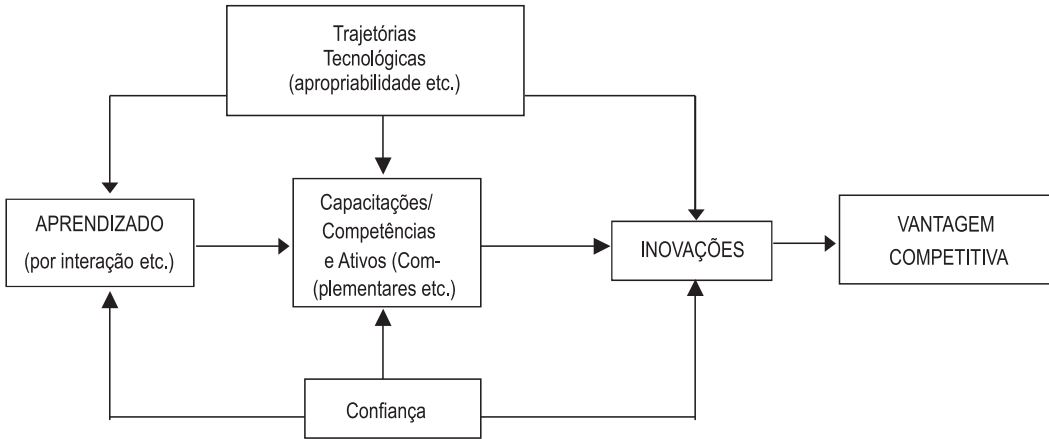 Trajetórias
Tecnológicas
(apropriabilidade etc.)
APRENDIZADO
(por interação etc.)
Capacitações/
Competências
e Ativos (Com-
(plementares etc.)
INOVAÇÕES
VANTAGEM
COMPETITIVA
Confiança